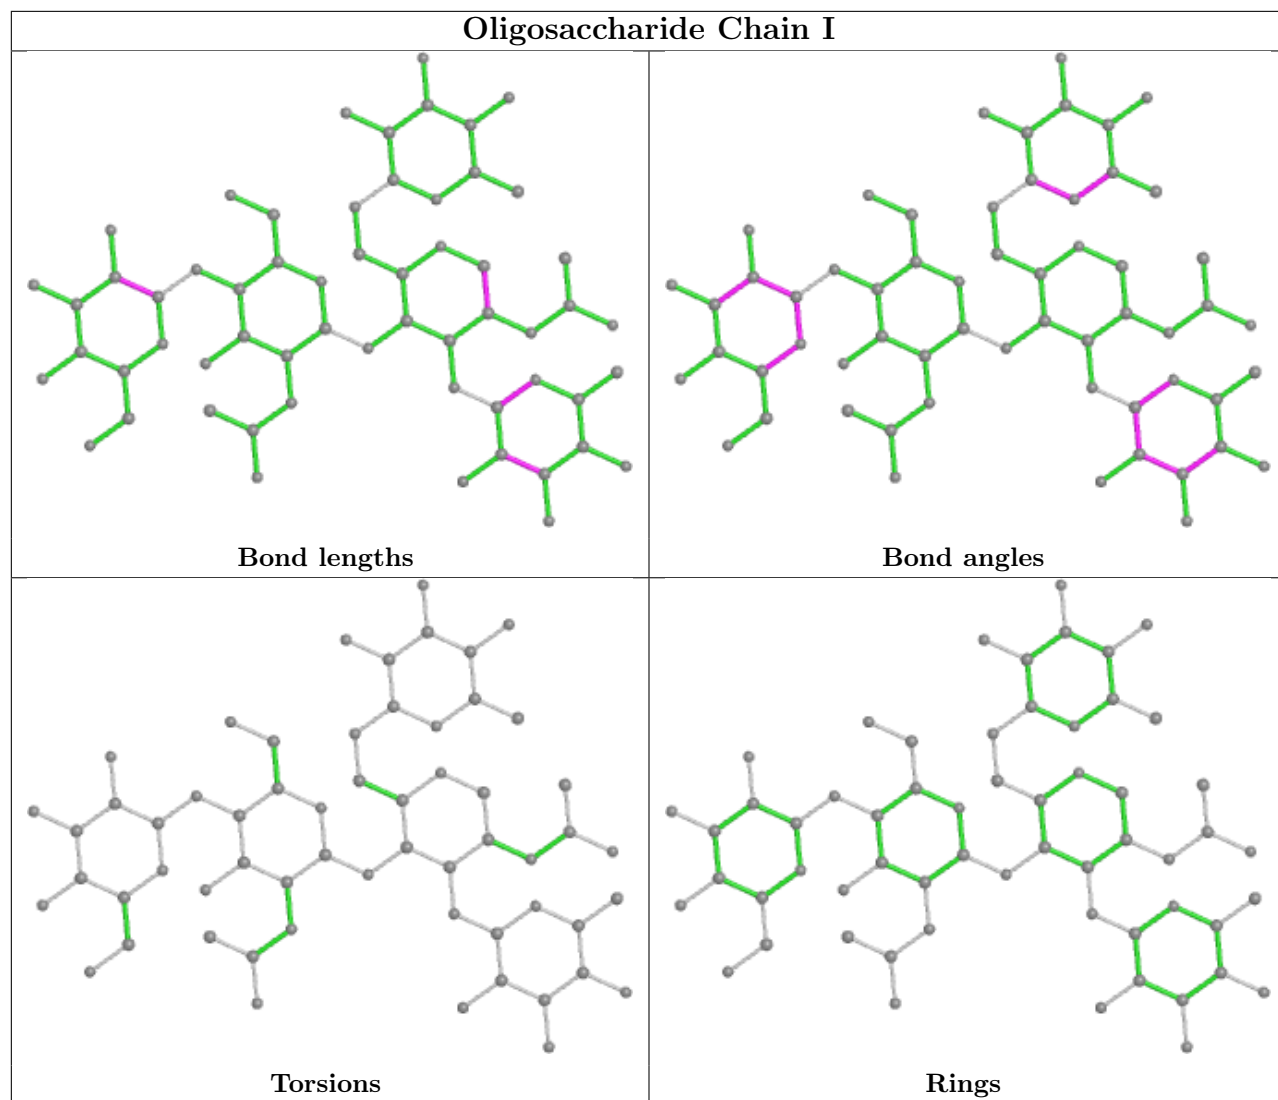 Oligosaccharide Chain I
Bond lengths
Bond angles
Torsions
Rings